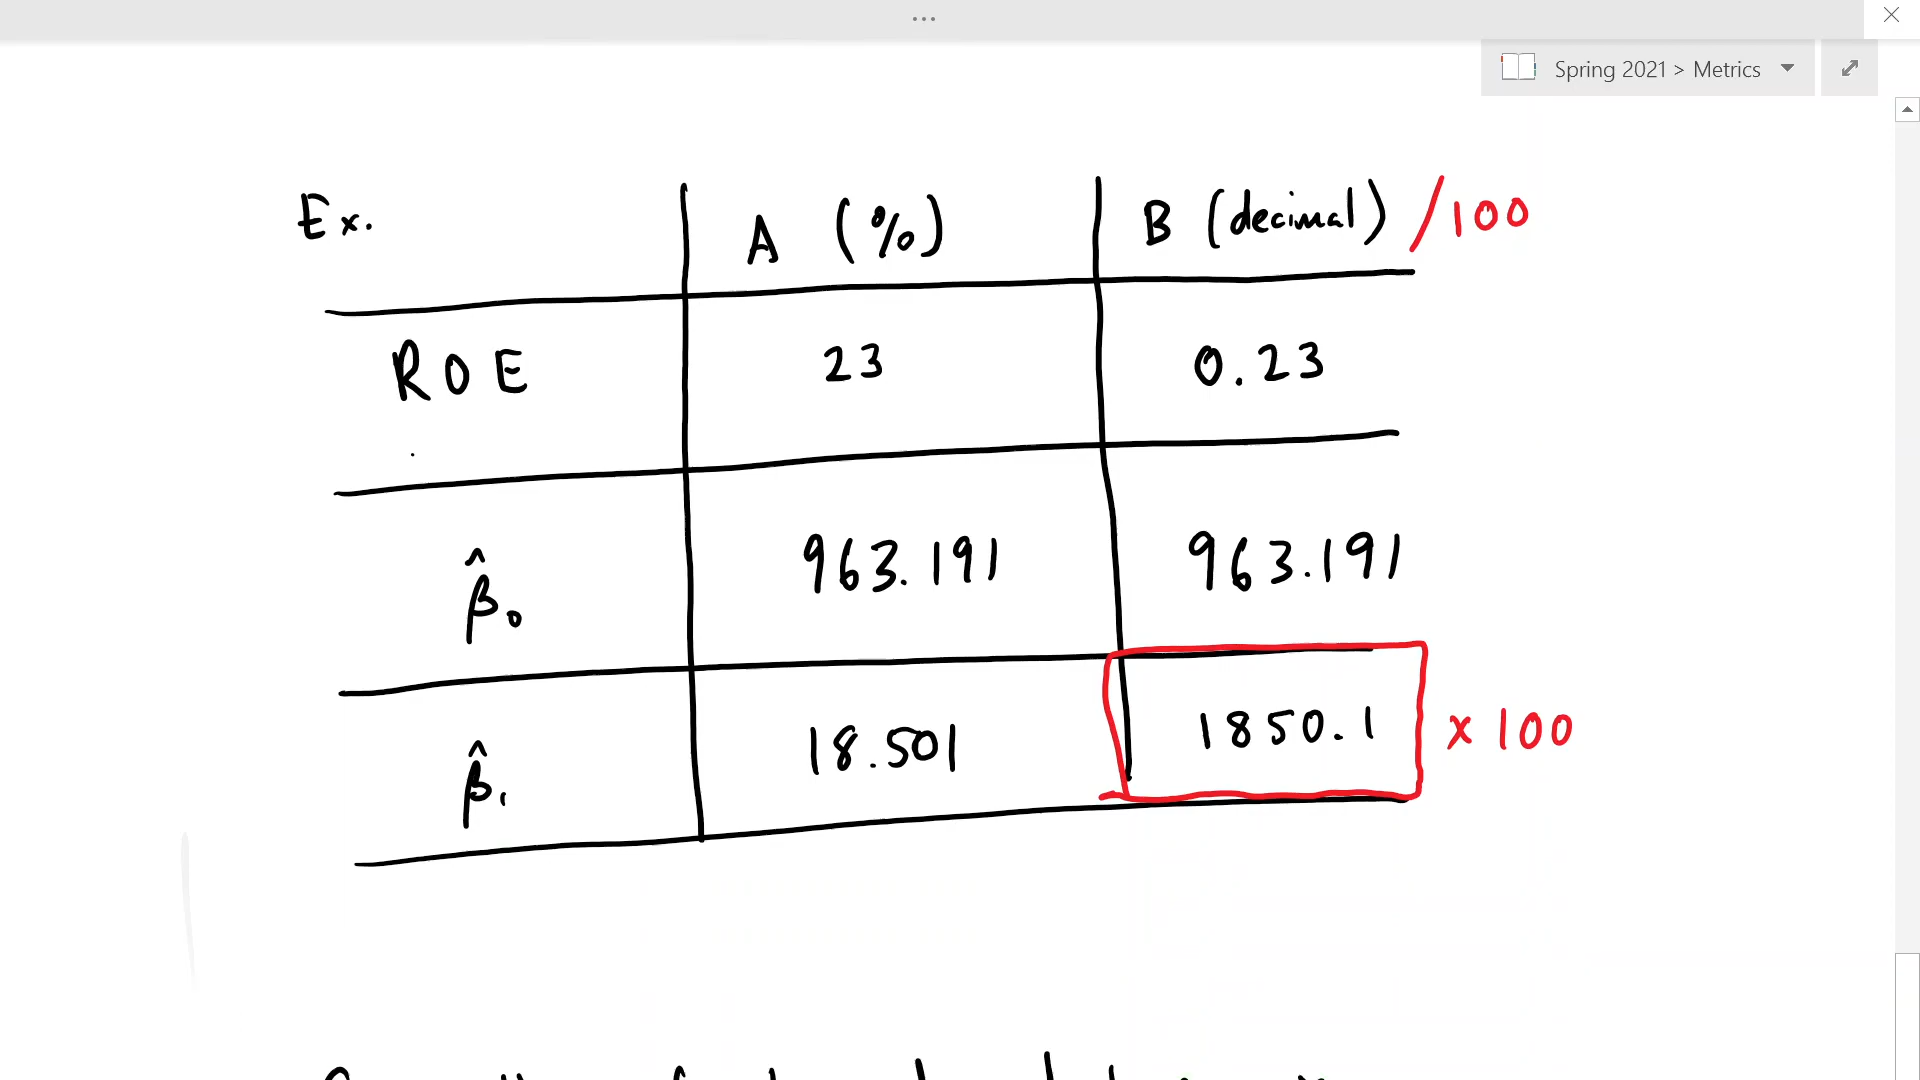 ...
Spring 2021 > Metrics
Ex. A (%) B (decimal) /100
ROE 23 0.23
β̂₀ 963.191 963.191
β̂₁ 18.501 1850.1 x 100